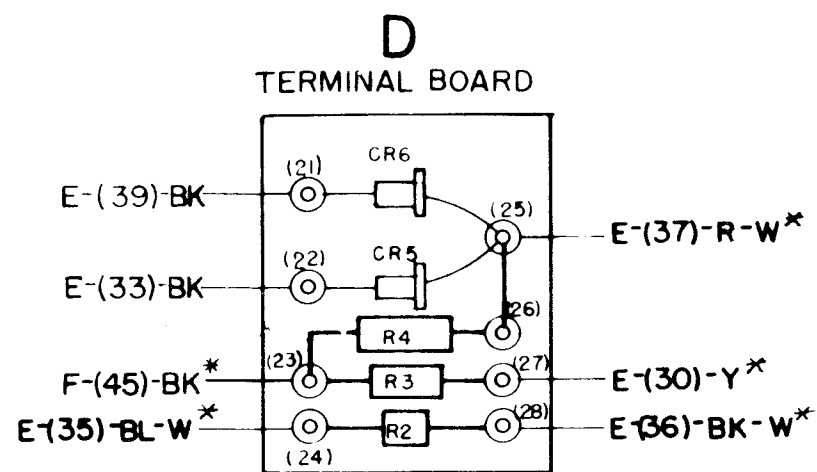 D
TERMINAL BOARD
(21)
CR6
E-(39)-BK
(25)
E-(37)-R-W*
(22)
CR5
E-(33)-BK
(26)
R4
(23)
(27)
F-(45)-BK*
R3
E-(30)-Y*
(28)
E-(35)-BL-W*
R2
E-(36)-BK-W*
(24)